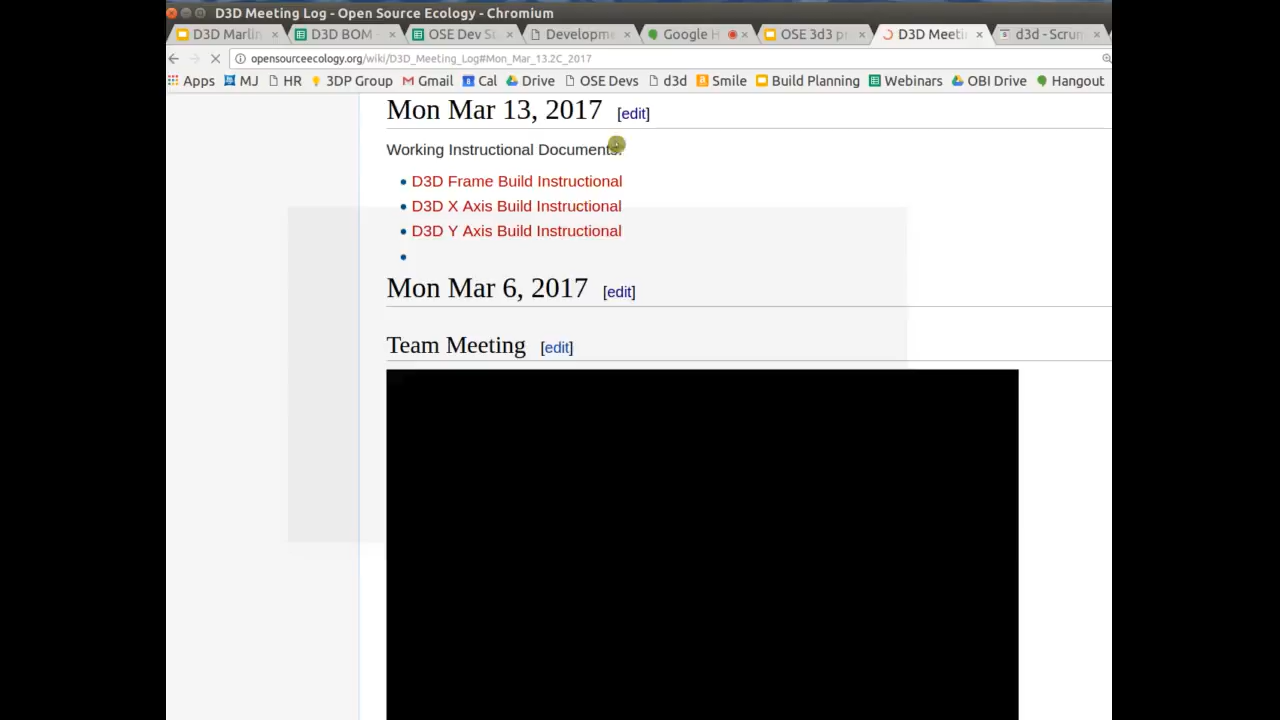 D3D Meeting Log - Open Source Ecology - Chromium
D3D Marlin D3D BOM - OSE Dev S Developme Google H OSE 3d3 p D3D Meeti d3d - Scrum
opensourceecology.org/wiki/D3D_Meeting_Log#Mon_Mar_13.2C_2017
Apps MJ HR 3DP Group Gmail Cal Drive OSE Devs d3d Smile Build Planning Webinars OBI Drive Hangout
Mon Mar 13, 2017 [edit]
Working Instructional Documents:
D3D Frame Build Instructional
D3D X Axis Build Instructional
D3D Y Axis Build Instructional
Mon Mar 6, 2017 [edit]
Team Meeting [edit]